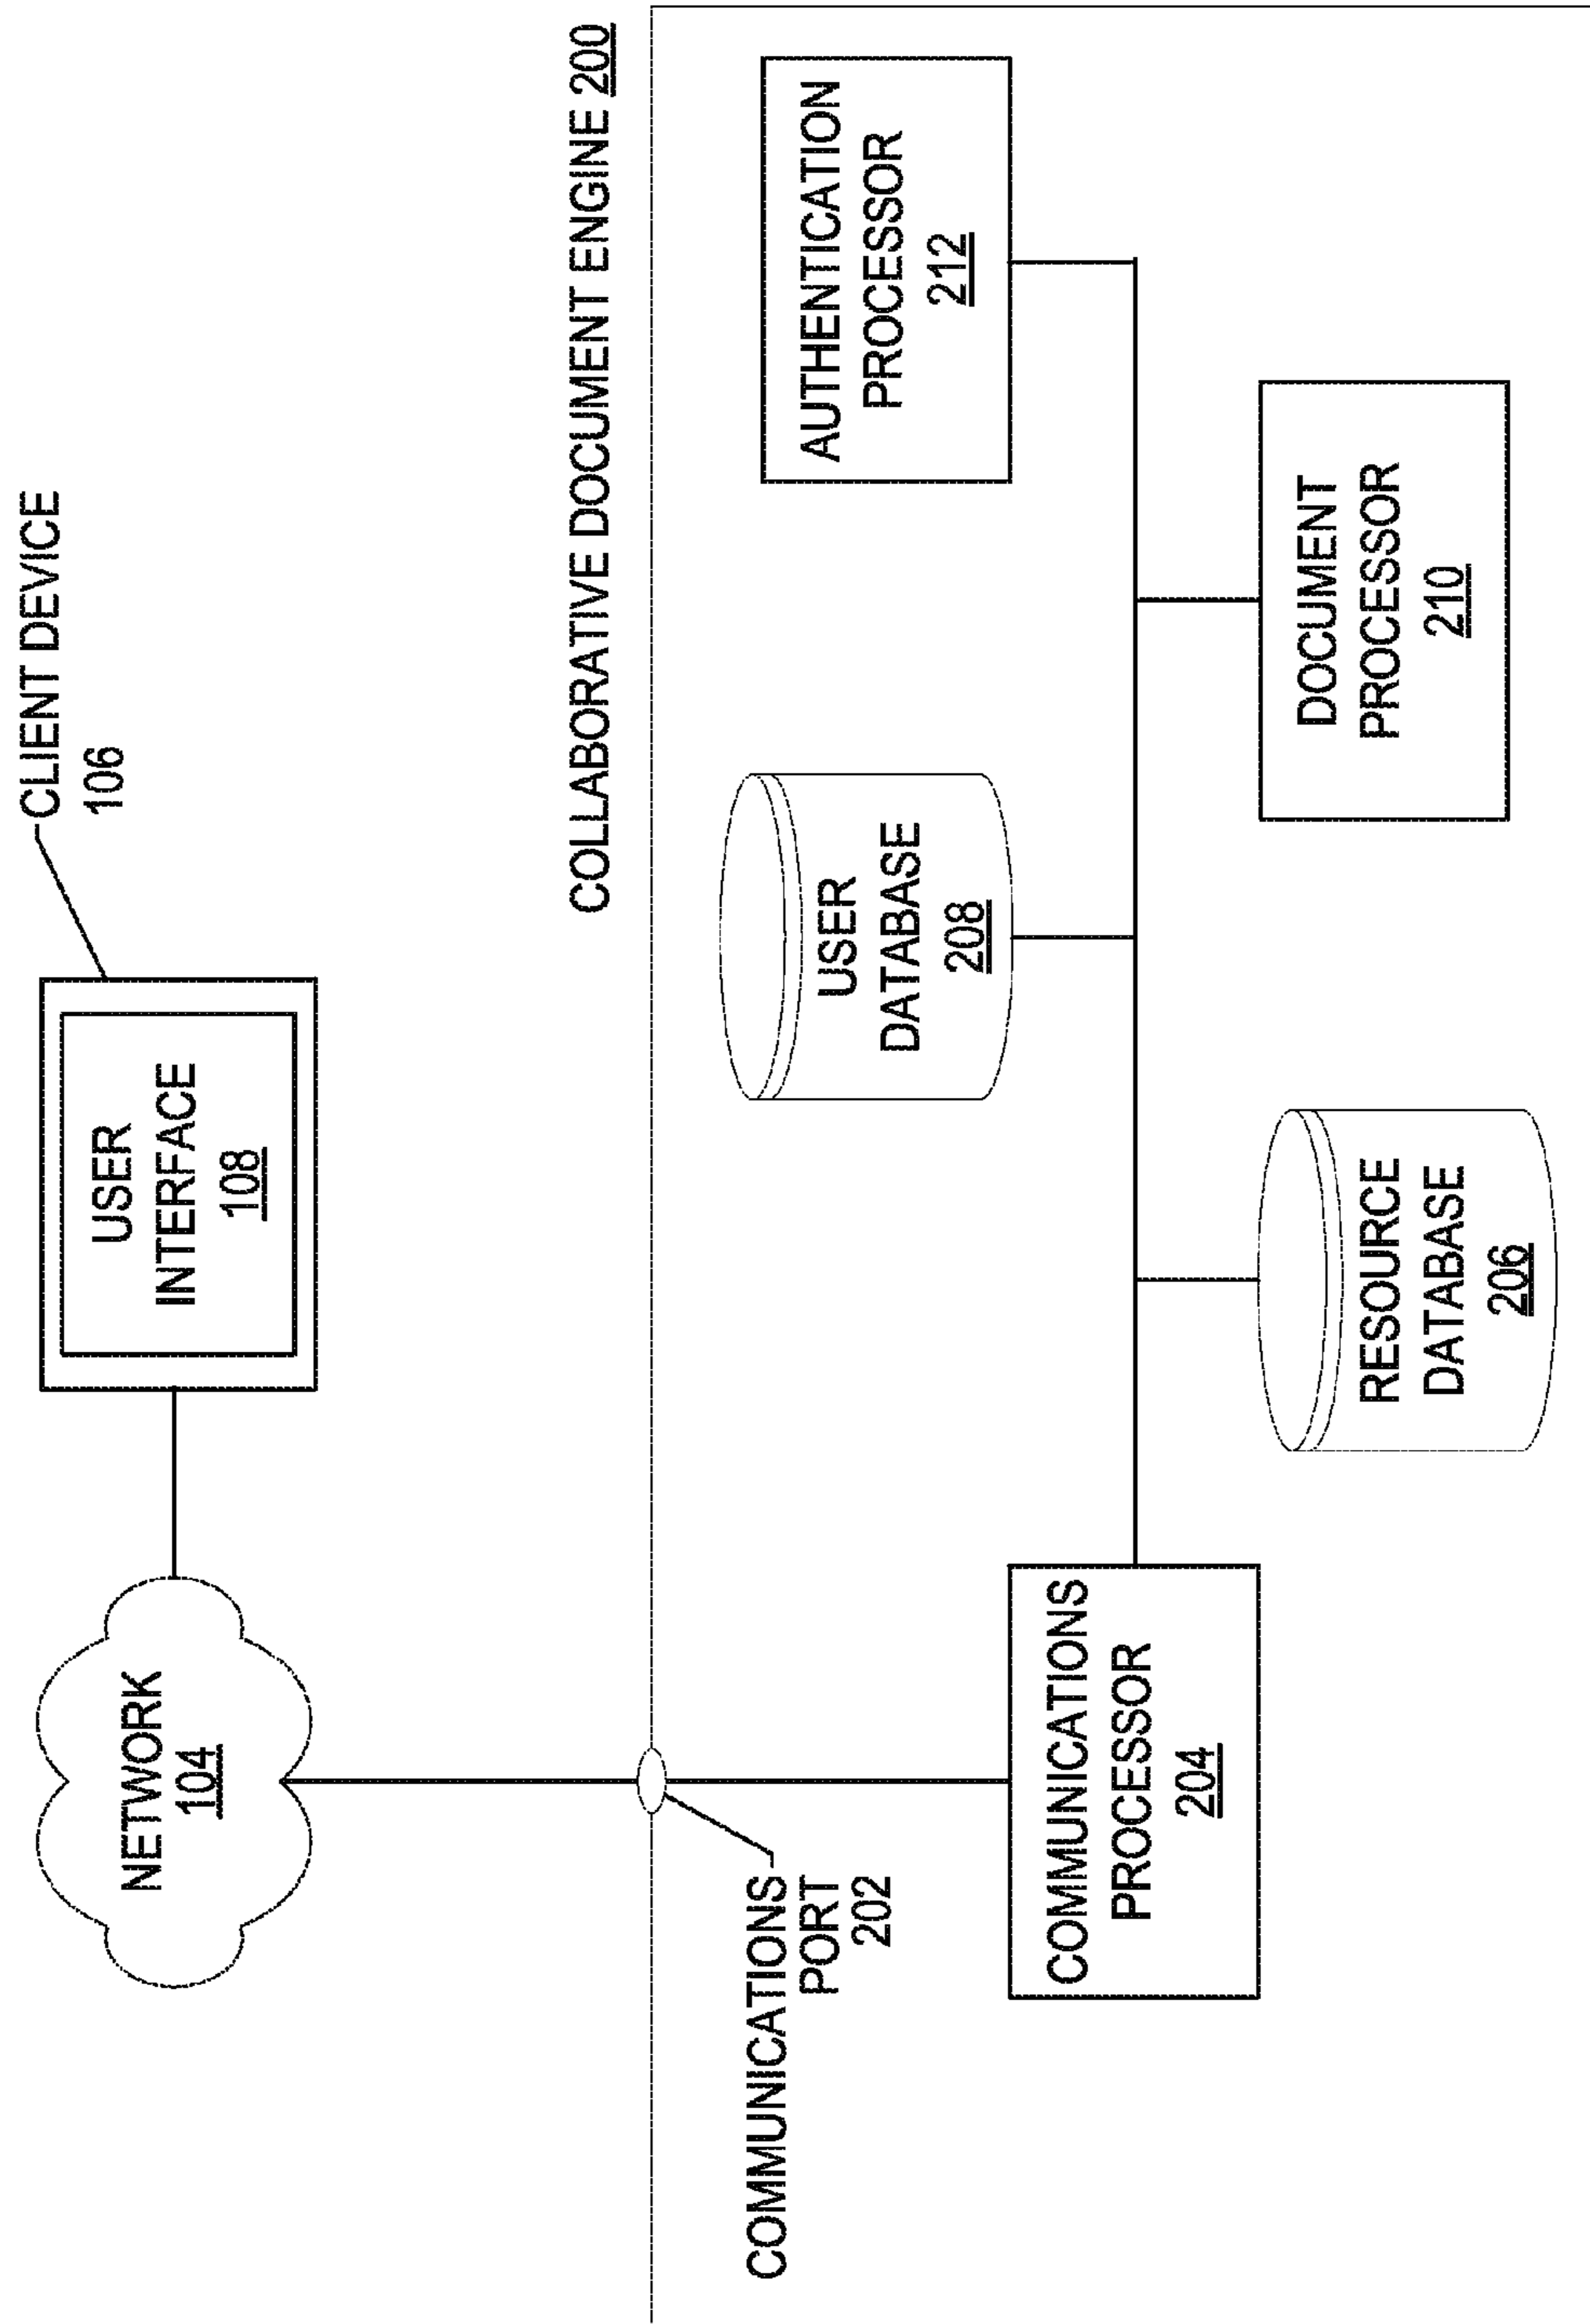 CLIENT DEVICE
106
USER
INTERFACE
108
NETWORK
104
COLLABORATIVE DOCUMENT ENGINE 200
COMMUNICATIONS
PORT
202
COMMUNICATIONS
PROCESSOR
204
USER
DATABASE
208
RESOURCE
DATABASE
206
AUTHENTICATION
PROCESSOR
212
DOCUMENT
PROCESSOR
210